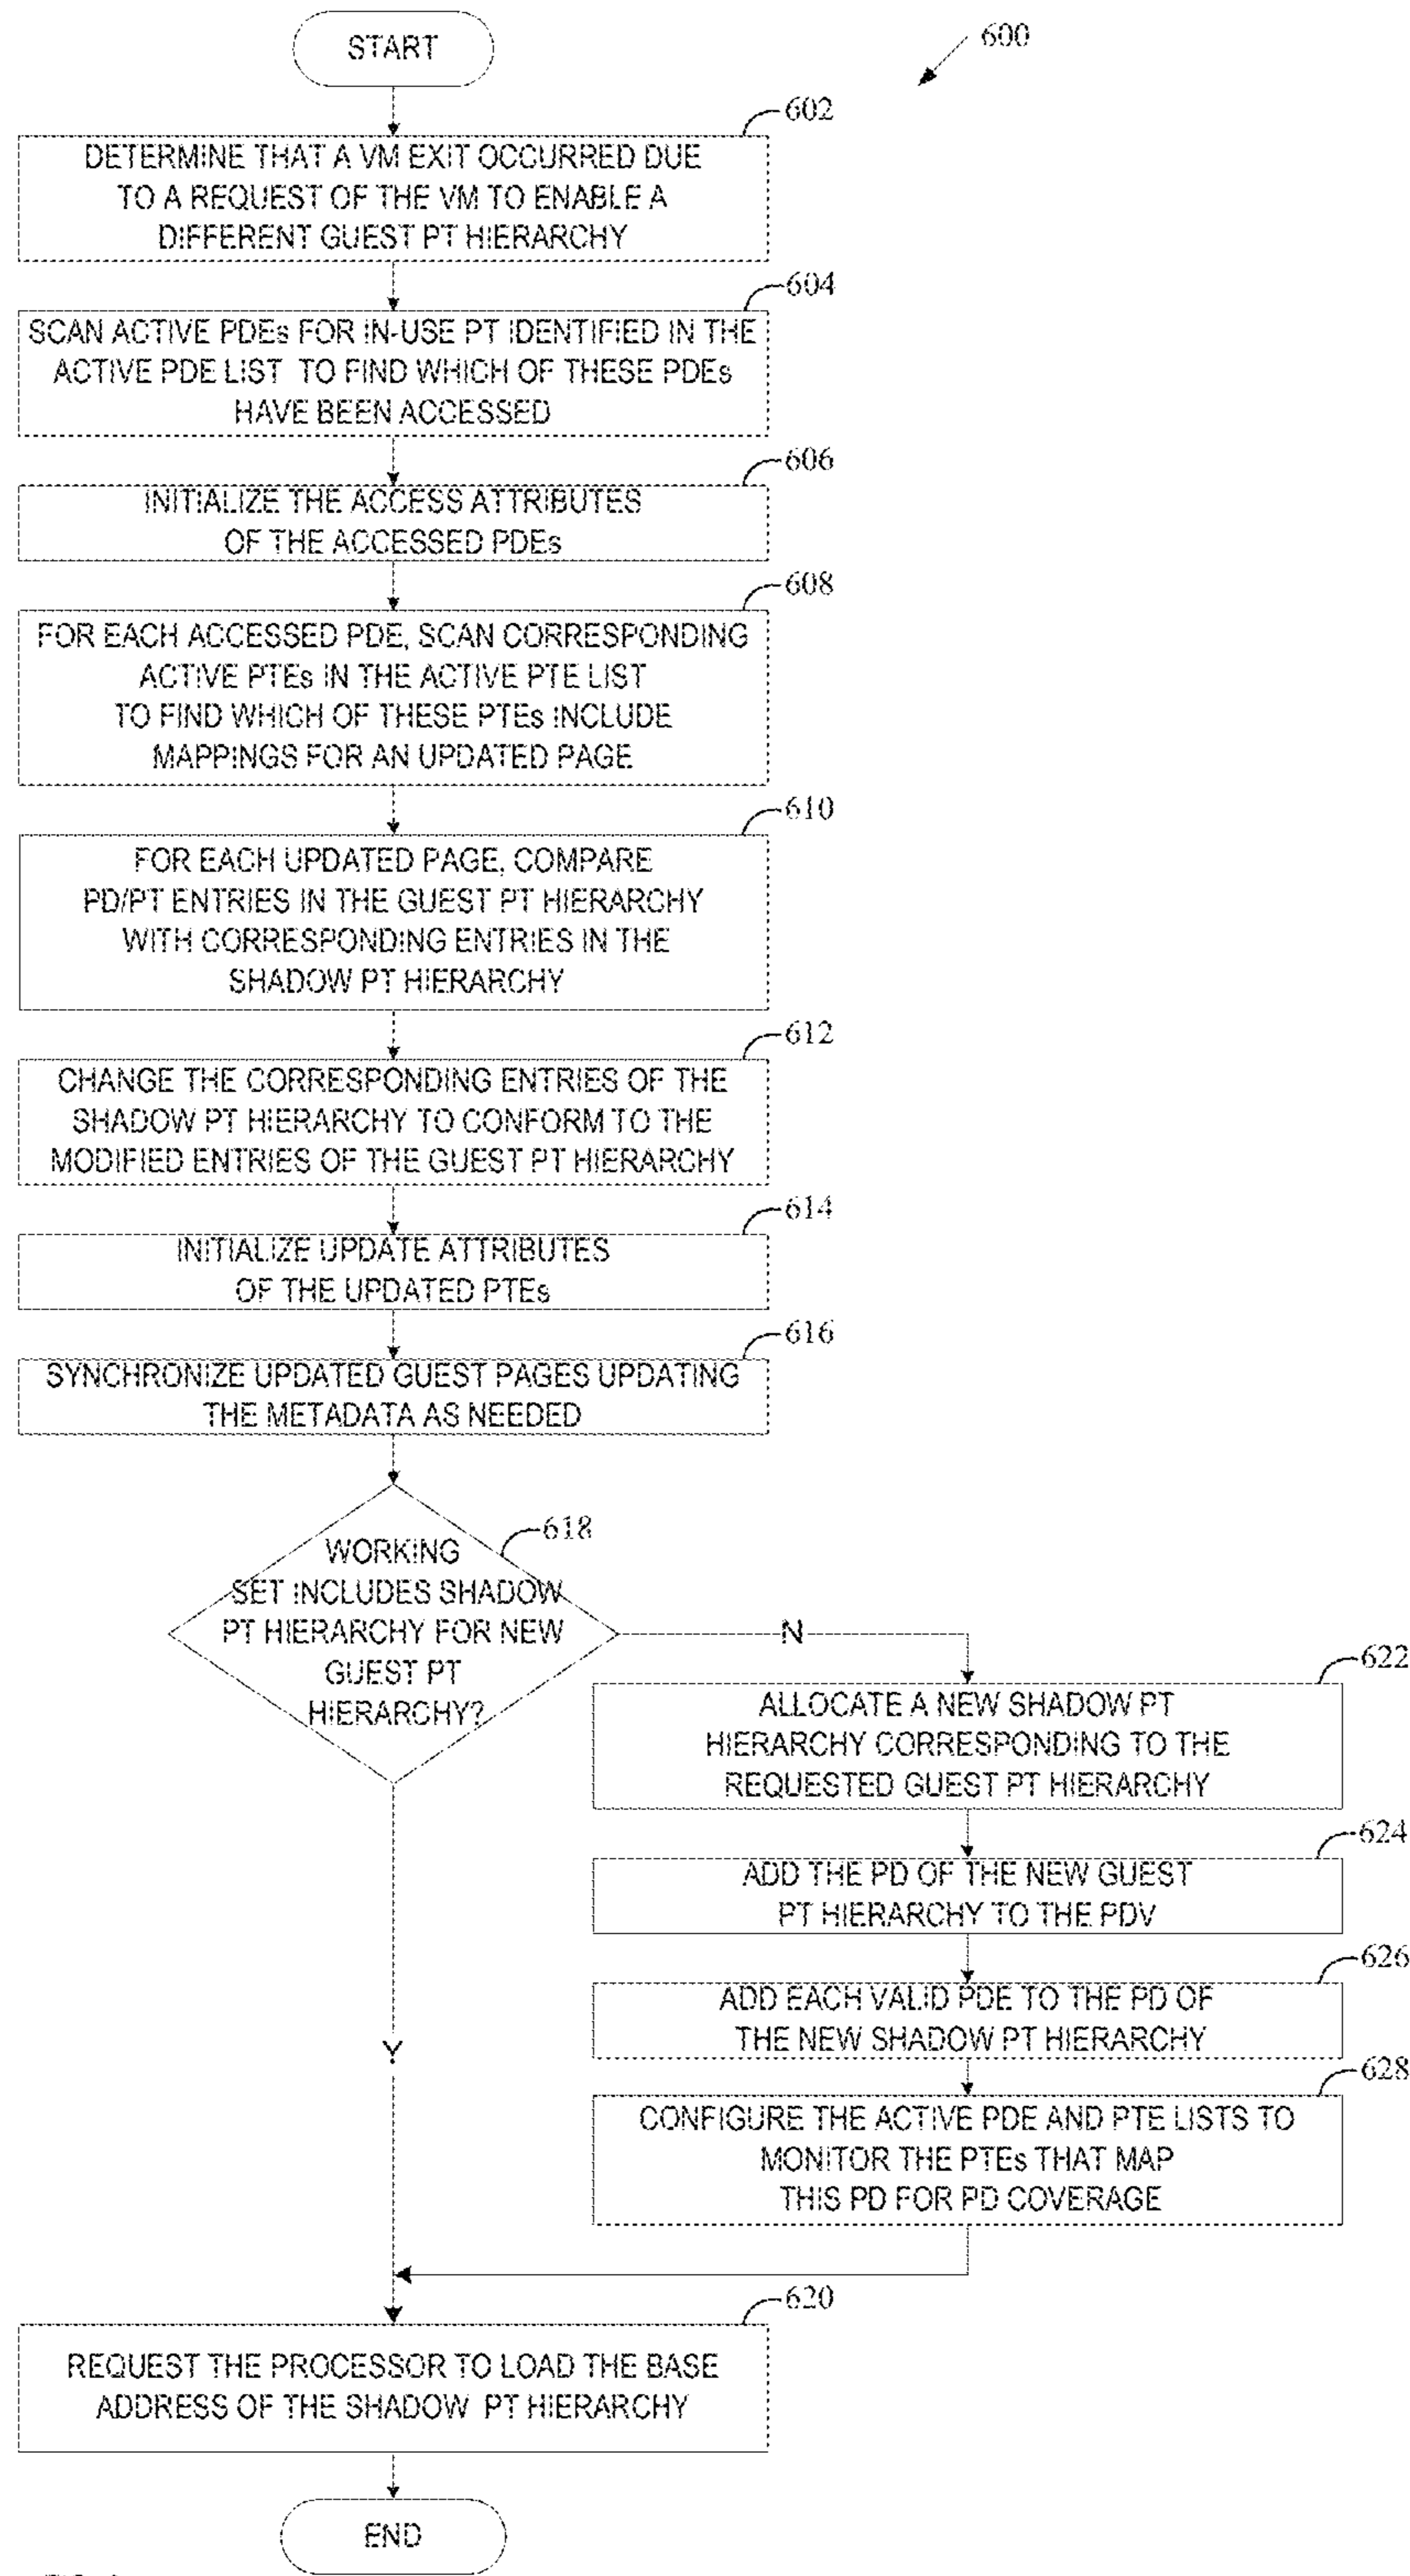 START
600
602
DETERMINE THAT A VM EXIT OCCURRED DUE
TO A REQUEST OF THE VM TO ENABLE A
DIFFERENT GUEST PT HIERARCHY
604
SCAN ACTIVE PDEs FOR IN-USE PT IDENTIFIED IN THE
ACTIVE PDE LIST TO FIND WHICH OF THESE PDEs
HAVE BEEN ACCESSED
606
INITIALIZE THE ACCESS ATTRIBUTES
OF THE ACCESSED PDEs
608
FOR EACH ACCESSED PDE, SCAN CORRESPONDING
ACTIVE PTEs IN THE ACTIVE PTE LIST
TO FIND WHICH OF THESE PTEs INCLUDE
MAPPINGS FOR AN UPDATED PAGE
610
FOR EACH UPDATED PAGE, COMPARE
PD/PT ENTRIES IN THE GUEST PT HIERARCHY
WITH CORRESPONDING ENTRIES IN THE
SHADOW PT HIERARCHY
612
CHANGE THE CORRESPONDING ENTRIES OF THE
SHADOW PT HIERARCHY TO CONFORM TO THE
MODIFIED ENTRIES OF THE GUEST PT HIERARCHY
614
INITIALIZE UPDATE ATTRIBUTES
OF THE UPDATED PTEs
616
SYNCHRONIZE UPDATED GUEST PAGES UPDATING
THE METADATA AS NEEDED
618
WORKING
SET INCLUDES SHADOW
PT HIERARCHY FOR NEW
GUEST PT
HIERARCHY?
N
622
ALLOCATE A NEW SHADOW PT
HIERARCHY CORRESPONDING TO THE
REQUESTED GUEST PT HIERARCHY
624
ADD THE PD OF THE NEW GUEST
PT HIERARCHY TO THE PDV
626
ADD EACH VALID PDE TO THE PD OF
THE NEW SHADOW PT HIERARCHY
Y
628
CONFIGURE THE ACTIVE PDE AND PTE LISTS TO
MONITOR THE PTEs THAT MAP
THIS PD FOR PD COVERAGE
620
REQUEST THE PROCESSOR TO LOAD THE BASE
ADDRESS OF THE SHADOW PT HIERARCHY
END